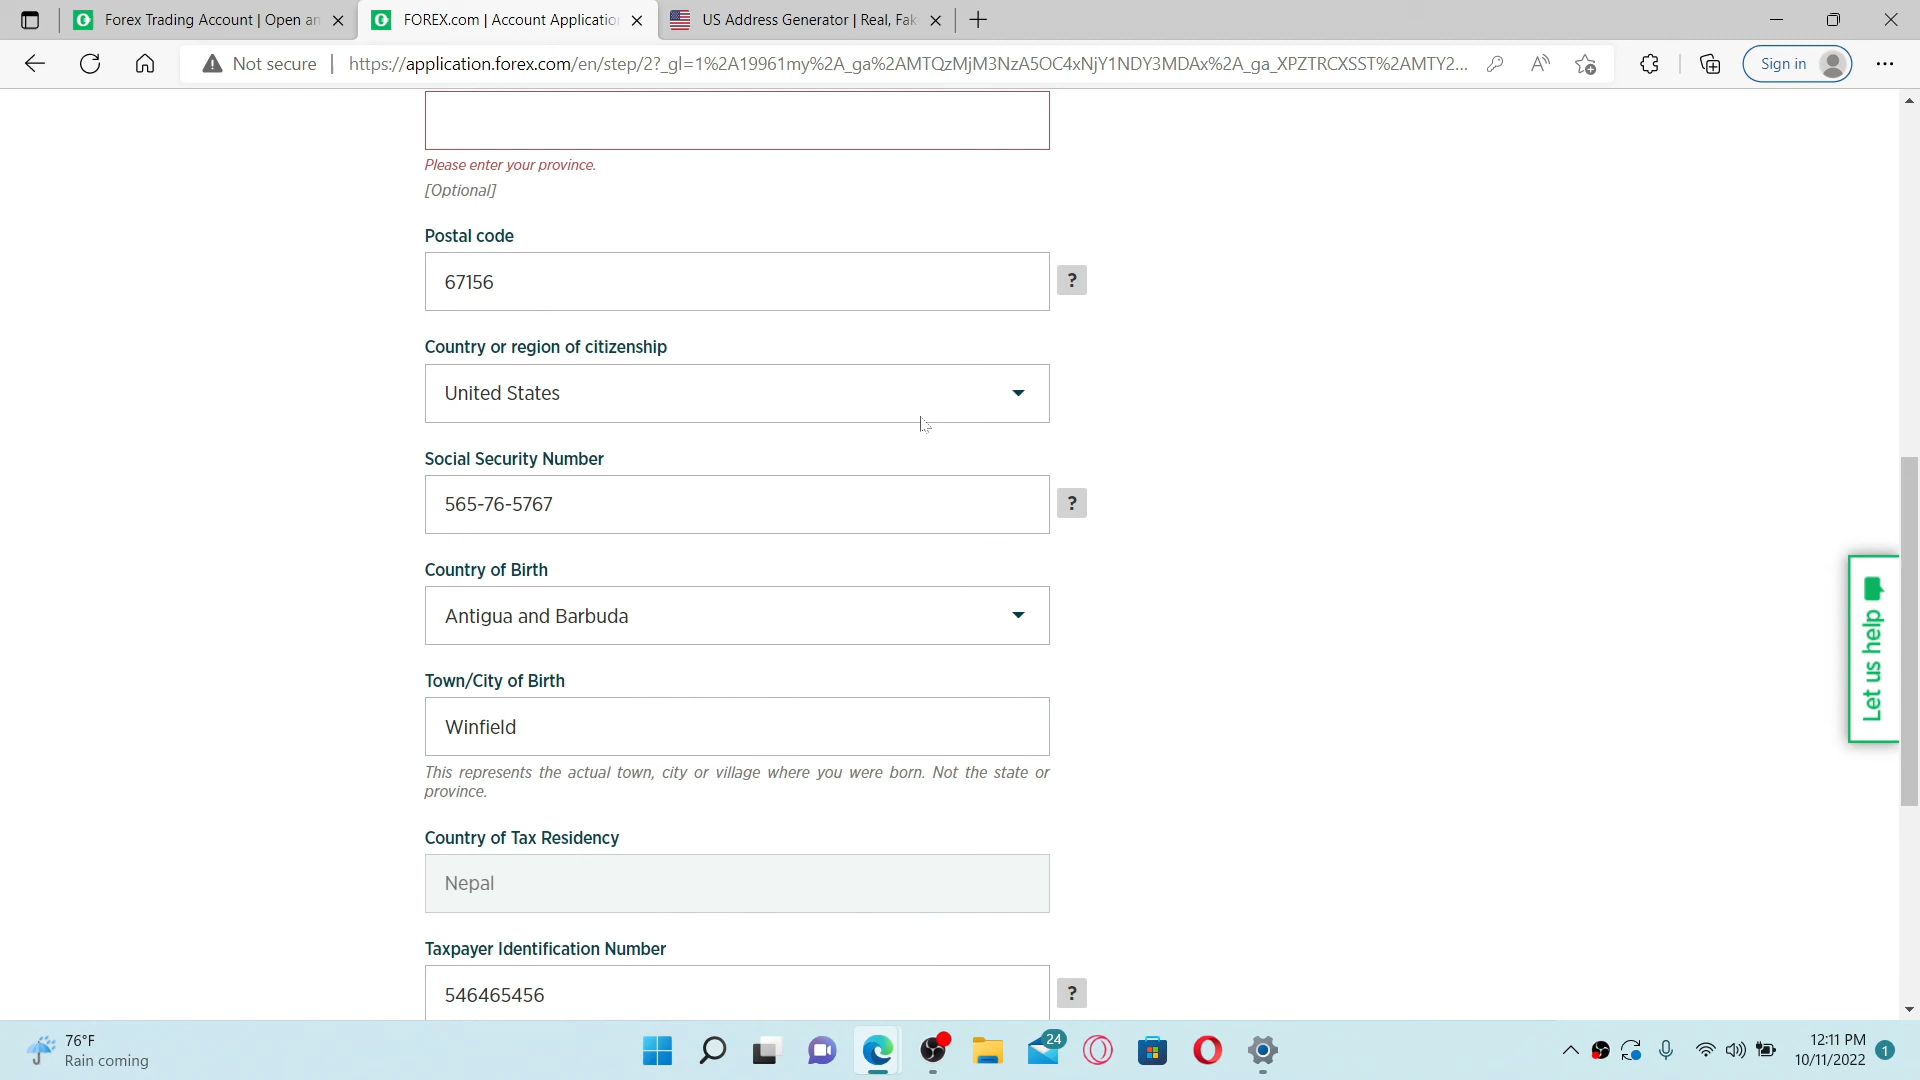 Forex Trading Account | Open an
FOREX.com | Account Application
US Address Generator | Real, Fak
Not secure
https://application.forex.com/en/step/2?_gl=1%2A19961my%2A_ga%2AMTQzMjM3NzA5OC4xNjY1NDY3MDAx%2A_ga_XPZTRCXSST%2AMTY2...
Sign in
Please enter your province.
[Optional]
Postal code
67156
?
Country or region of citizenship
United States
Social Security Number
565-76-5767
?
Country of Birth
Antigua and Barbuda
Town/City of Birth
Winfield
This represents the actual town, city or village where you were born. Not the state or
province.
Country of Tax Residency
Nepal
Taxpayer Identification Number
546465456
?
Let us help
76°F
Rain coming
24
12:11 PM
10/11/2022
1